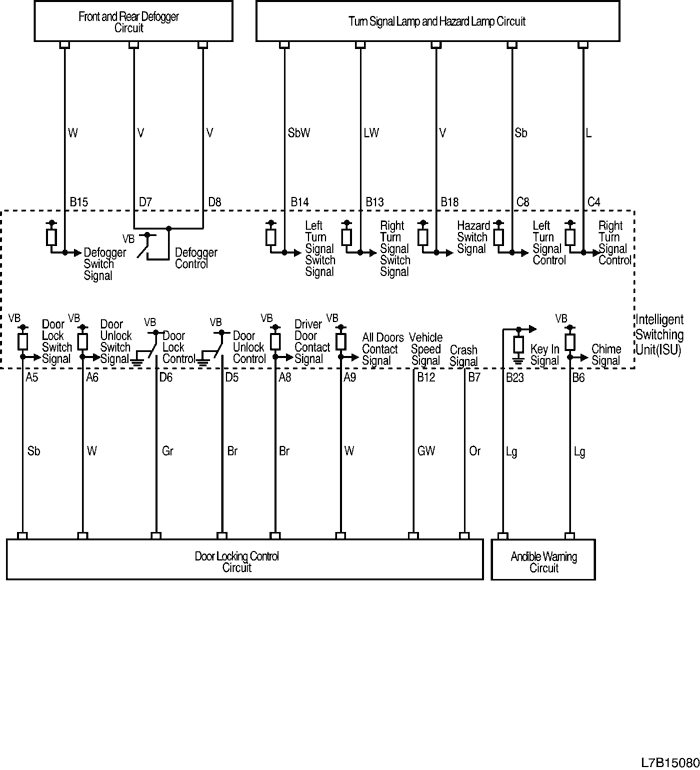 Front and Rear Defogger
Circuit
Turn Signal Lamp and Hazard Lamp Circuit
W
V
V
SbW
LW
V
Sb
L
B15
D7
D8
B14
B13
B18
C8
C4
Defogger
Switch
Signal
VB
Defogger
Control
Left
Turn
Signal
Switch
Signal
Right
Turn
Signal
Switch
Signal
Hazard
Switch
Signal
Left
Turn
Signal
Control
Right
Turn
Signal
Control
VB
Door
Lock
Switch
Signal
VB
Door
Unlock
Switch
Signal
VB
Door
Lock
Control
VB
Door
Unlock
Control
VB
Driver
Door
Contact
Signal
VB
All Doors
Contact
Signal
Vehicle
Speed
Signal
Crash
Signal
Key In
Signal
VB
Chime
Signal
Intelligent
Switching
Unit(ISU)
A5
A6
D6
D5
A8
A9
B12
B7
B23
B6
Sb
W
Gr
Br
Br
W
GW
Or
Lg
Lg
Door Locking Control
Circuit
Andible Warning
Circuit
L7B15080